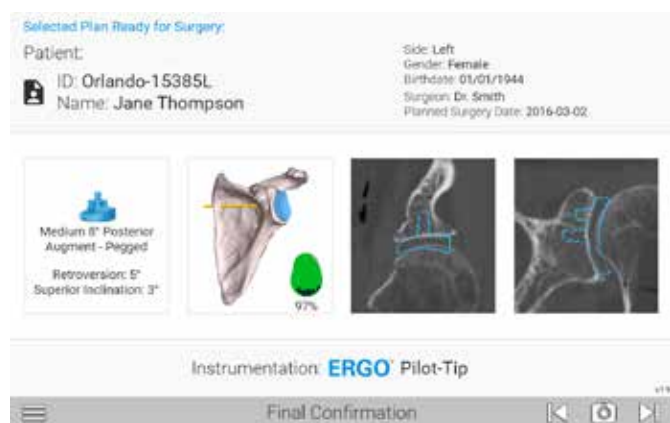 Selected Plan Ready for Surgery:
Patient:
ID: Orlando-15385L
Name: Jane Thompson
Side: Left
Gender: Female
Birthdate: 01/01/1944
Surgeon: Dr. Smith
Planned Surgery Date: 2016-03-02
Medium 8° Posterior
Augment - Pegged
Retroversion: 5°
Superior Inclination: 3°
97%
Instrumentation: ERGO Pilot-Tip
Final Confirmation